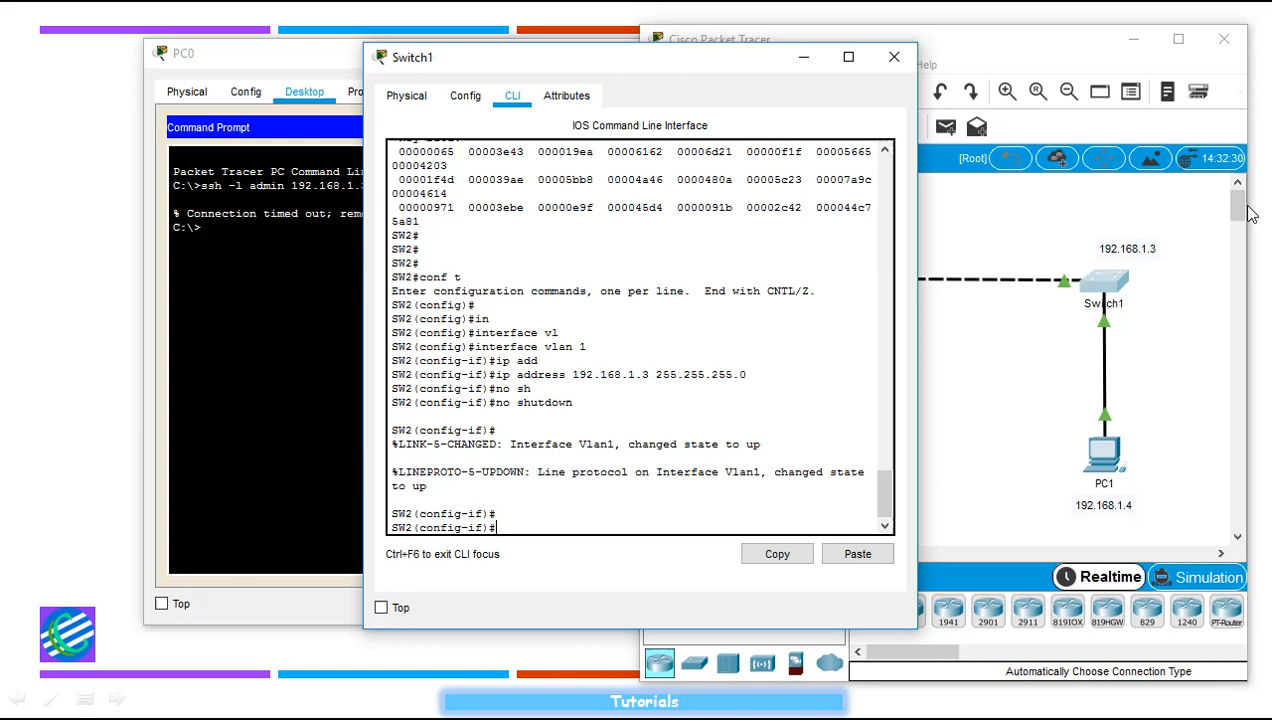 PC0
Physical Config Desktop
Command Prompt
Packet Tracer PC Command
C:\>ssh -l admin 192.168.1.
% Connection timed out;
C:\>
Top
Switch1
Physical Config CLI Attributes
IOS Command Line Interface
00000065 00003e43 000019ea 00006162 00006d21 00000f1f 00005665
00004203
00001f4d 000039ae 00005bb8 00004a46 0000480a 00005c23 00007a9c
00004614
00000971 00003ebe 00000e9f 000045d4 0000091b 00002c42 000044c7
5a81
SW2#
SW2#
SW2#
SW2#conf t
Enter configuration commands, one per line. End with CNTL/Z.
SW2(config)#
SW2(config)#in
SW2(config)#interface vl
SW2(config)#interface vlan 1
SW2(config-if)#ip add
SW2(config-if)#ip address 192.168.1.3 255.255.255.0
SW2(config-if)#no sh
SW2(config-if)#no shutdown
SW2(config-if)#
%LINK-5-CHANGED: Interface Vlan1, changed state to up
%LINEPROTO-5-UPDOWN: Line protocol on Interface Vlan1, changed state
to up
SW2(config-if)#
SW2(config-if)#
Ctrl+F6 to exit CLI focus
Copy Paste
Top
Cisco Packet Tracer
Help
[Root] 14:32:30
192.168.1.3
Switch1
PC1
192.168.1.4
Realtime Simulation
1941 2901 2911 819IOX 819HGW 829 1240 PT-Router
Automatically Choose Connection Type
Tutorials